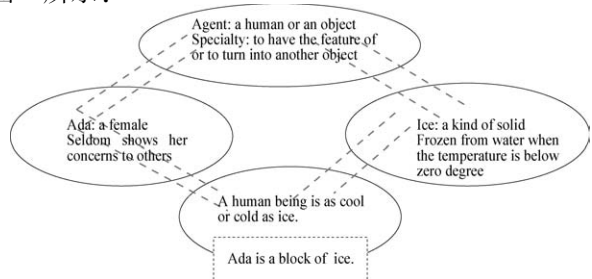 所示:
Agent: a human or an object
Specialty: to have the feature of
or to turn into another object
Ada: a female
Seldom shows her
concerns to others
Ice: a kind of solid
Frozen from water when
the temperature is below
zero degree
A human being is as cool
or cold as ice.
Ada is a block of ice.